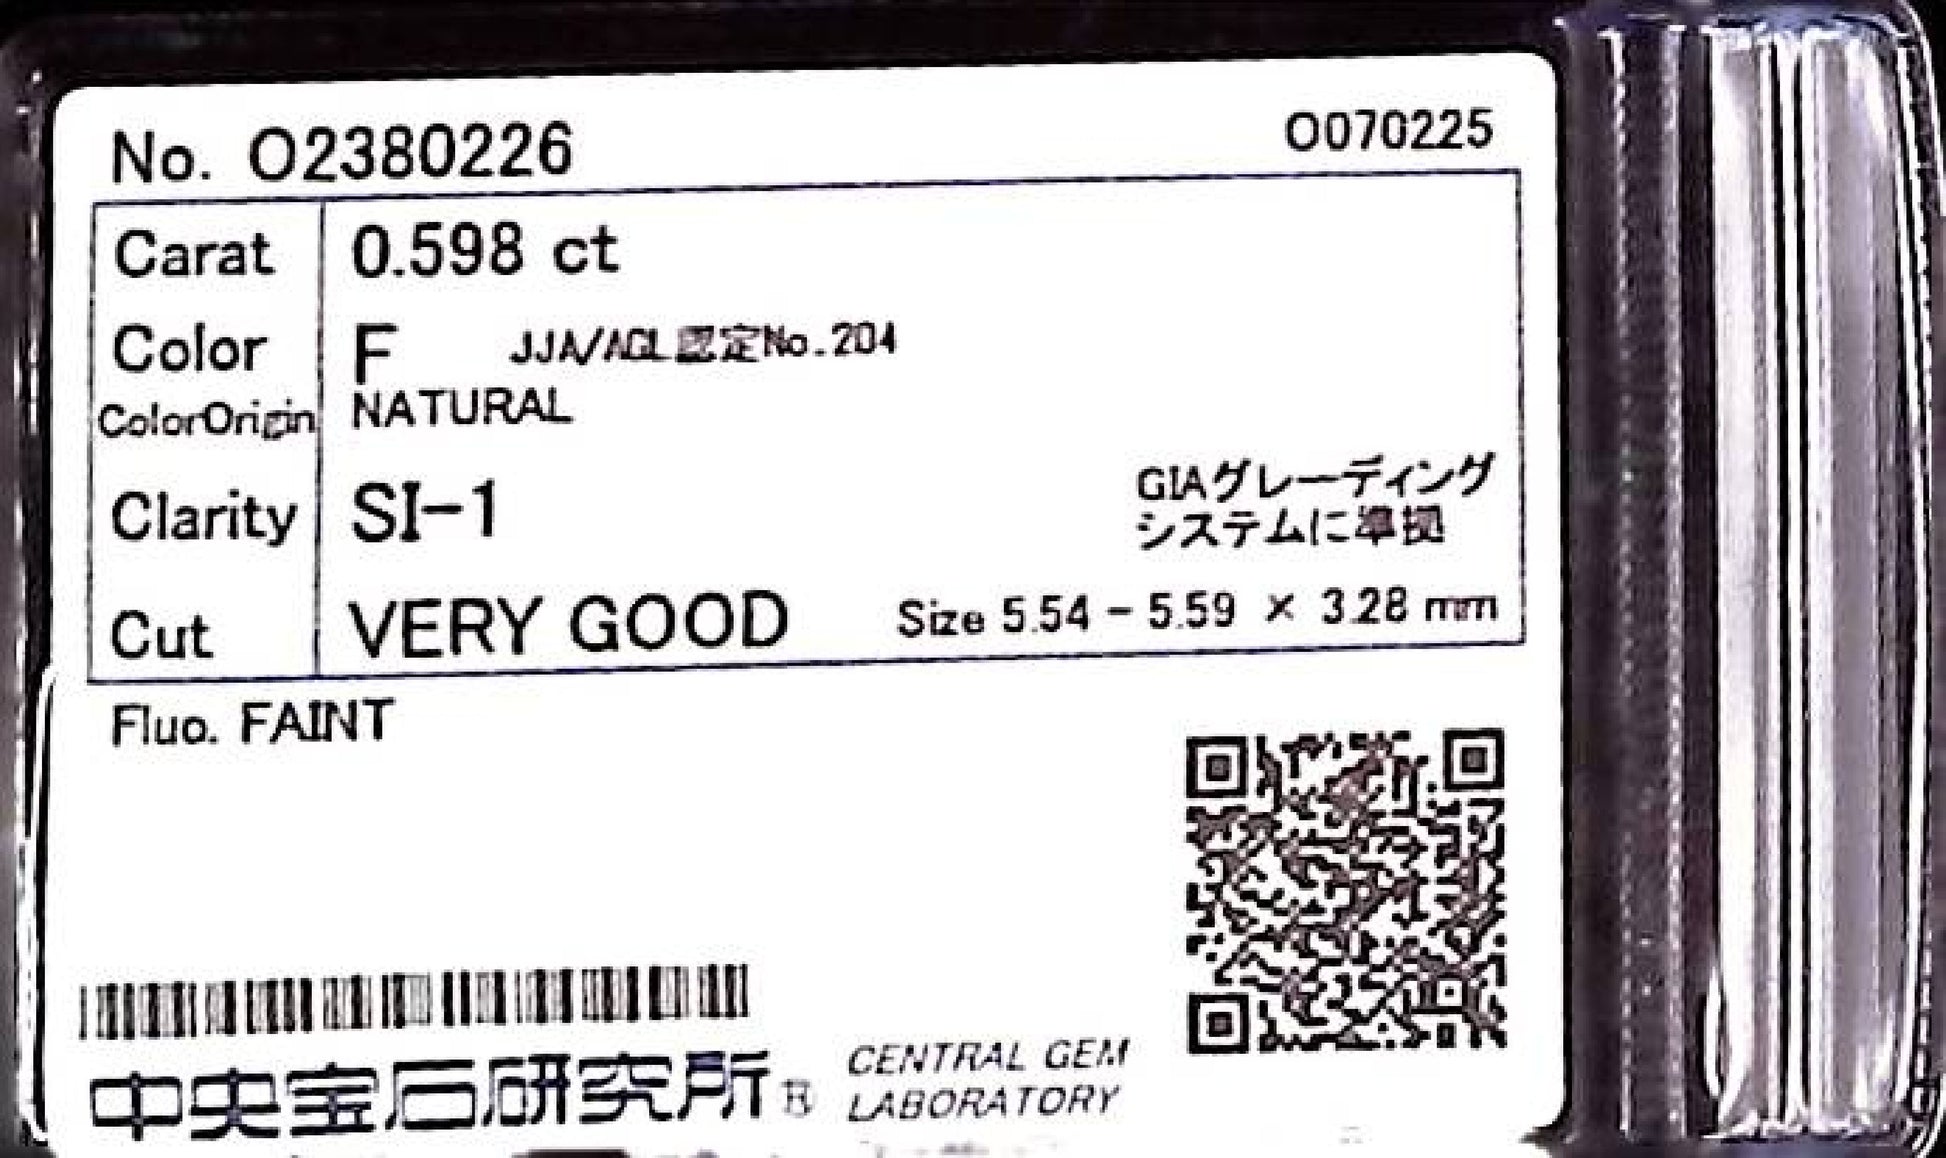 No. O2380226
O070225
Carat 0.598 ct
Color F JJA/AGL認定No.204
ColorOrigin NATURAL
Clarity SI-1
GIAグレーディング
システムに準拠
Cut VERY GOOD Size 5.54 - 5.59 × 3.28 mm
Fluo. FAINT
中央宝石研究所® CENTRAL GEM
LABORATORY